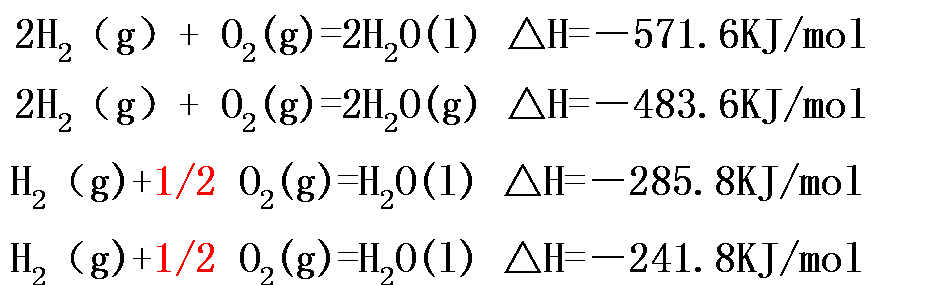 2H₂（g）+ O₂(g)=2H₂O(l) △H=－571.6KJ/mol
2H₂（g）+ O₂(g)=2H₂O(g) △H=－483.6KJ/mol
H₂（g)+1/2 O₂(g)=H₂O(l) △H=－285.8KJ/mol
H₂（g)+1/2 O₂(g)=H₂O(l) △H=－241.8KJ/mol